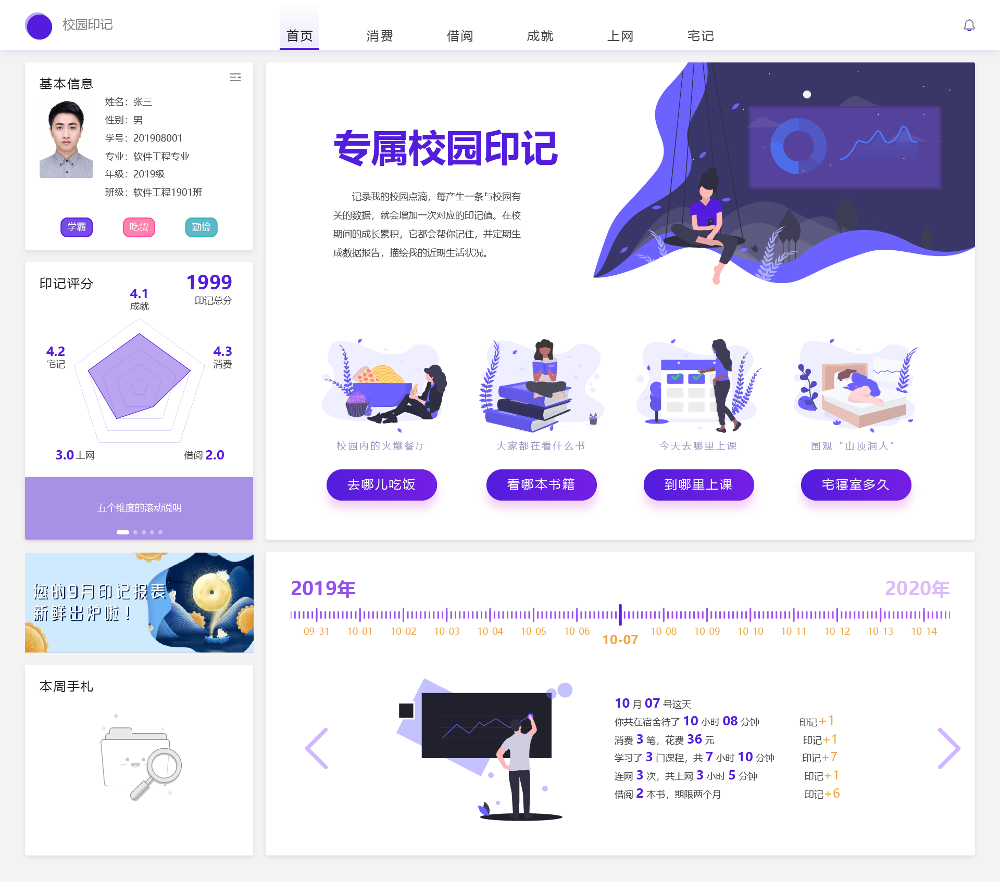 校园印记
首页 消费 借阅 成就 上网 宅记
基本信息
姓名：张三
性别：男
学号：201908001
专业：软件工程专业
年级：2019级
班级：软件工程1901班
学霸 吃货 勤俭
印记评分
1999
印记总分
4.1
成就
4.2
宅记
4.3
消费
3.0 上网
借阅 2.0
五个维度的滚动说明
您的9月印记报表，
新鲜出炉啦！
本周手札
专属校园印记
记录我的校园点滴，每产生一条与校园有
关的数据，就会增加一次对应的印记值。在校
期间的成长累积，它都会帮你记住，并定期生
成数据报告，描绘我的近期生活状况。
校园内的火爆餐厅 大家都在看什么书 今天去哪里上课 围观“山顶洞人”
去哪儿吃饭 看哪本书籍 到哪里上课 宅寝室多久
2019年 2020年
09-31 10-01 10-02 10-03 10-04 10-05 10-06 10-07 10-08 10-09 10-10 10-11 10-12 10-13 10-14
10 月 07 号这天
你共在宿舍待了 10 小时 08 分钟 印记+1
消费 3 笔，花费 36 元 印记+1
学习了 3 门课程，共 7 小时 10 分钟 印记+7
连网 3 次，共上网 3 小时 5 分钟 印记+1
借阅 2 本书，期限两个月 印记+6